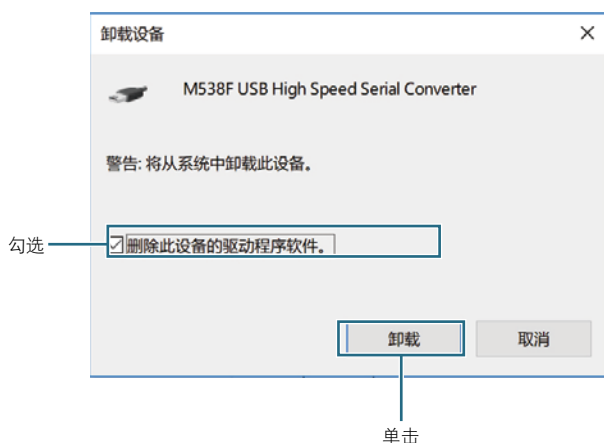 卸载设备
M538F USB High Speed Serial Converter
警告: 将从系统中卸载此设备。
勾选
删除此设备的驱动程序软件。
卸载
取消
单击